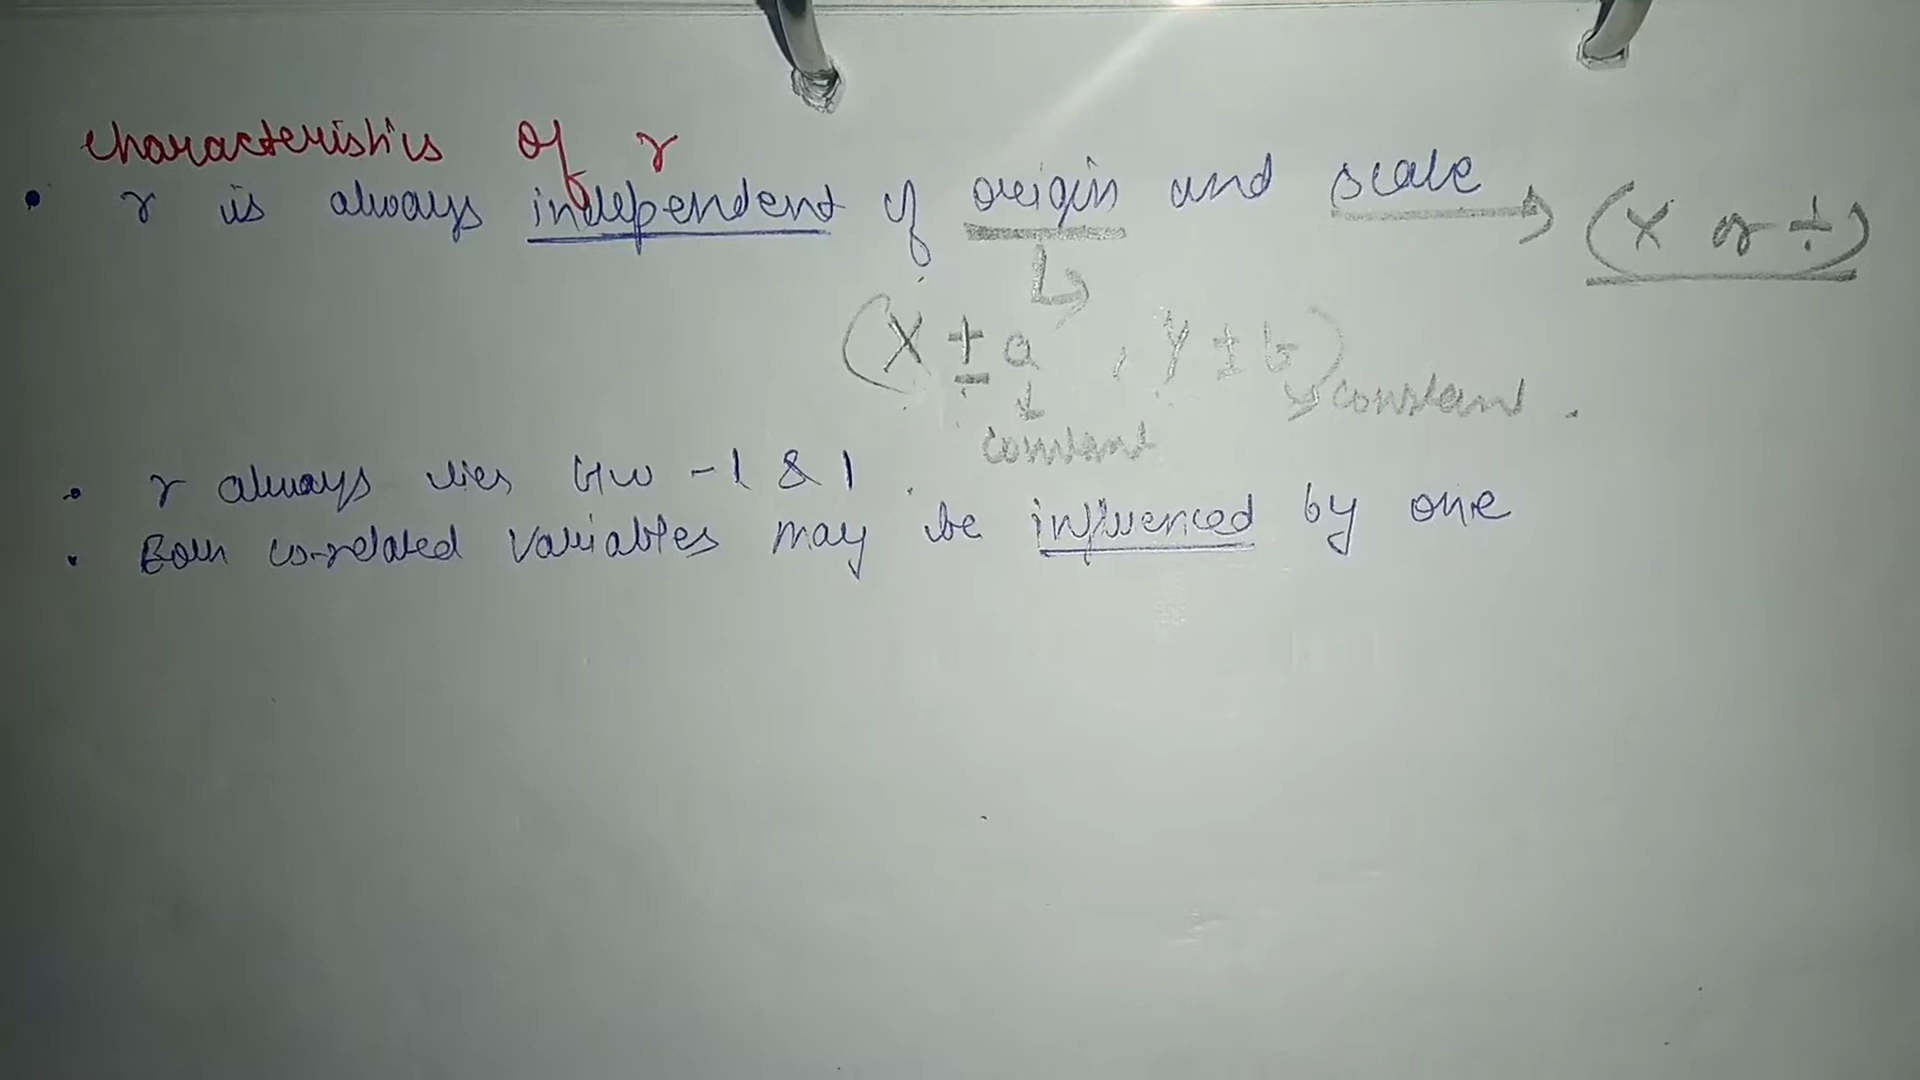 characteristics of r
• r is always independent of origin and scale → (× or ÷)
↳ (X ± a , Y ± b)
↓ constant ↘ constant .
• r always lies b/w -1 & 1
• Both co-related variables may be influenced by one